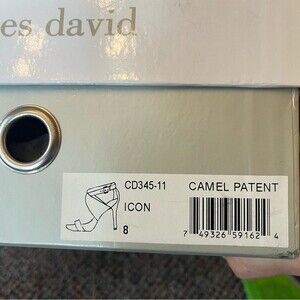 es david
CD345-11 CAMEL PATENT
ICON
8
7 49326 59162 4